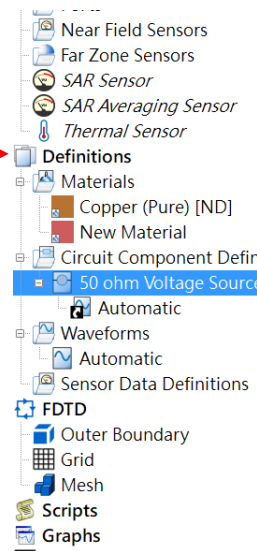 Near Field Sensors
Far Zone Sensors
SAR Sensor
SAR Averaging Sensor
Thermal Sensor
Definitions
Materials
Copper (Pure) [ND]
New Material
Circuit Component Defin
50 ohm Voltage Source
Automatic
Waveforms
Automatic
Sensor Data Definitions
FDTD
Outer Boundary
Grid
Mesh
Scripts
Graphs